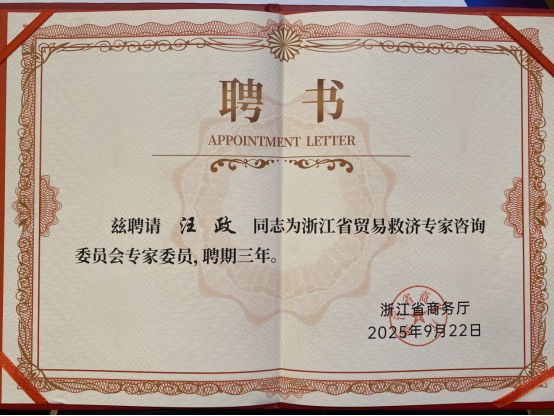 聘书
APPOINTMENT LETTER
兹聘请 汪政 同志为浙江省贸易救济专家咨询
委员会专家委员，聘期三年。
浙江省商务厅
2025年9月22日